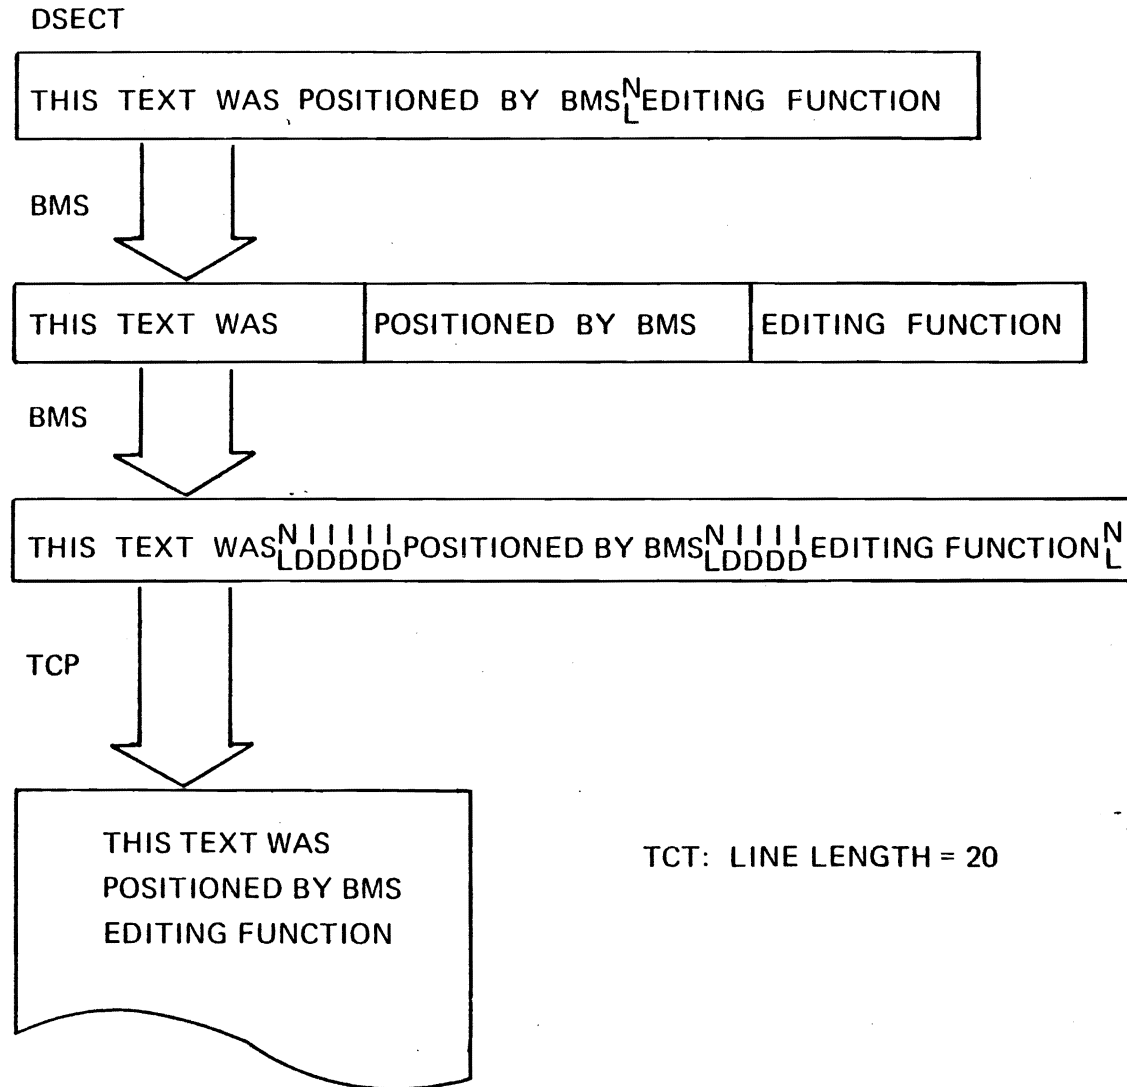 DSECT
THIS TEXT WAS POSITIONED BY BMS NL EDITING FUNCTION
BMS
THIS TEXT WAS POSITIONED BY BMS EDITING FUNCTION
BMS
THIS TEXT WAS NL ID ID ID ID ID POSITIONED BY BMS NL ID ID ID ID EDITING FUNCTION NL
TCP
THIS TEXT WAS
POSITIONED BY BMS
EDITING FUNCTION
TCT: LINE LENGTH = 20